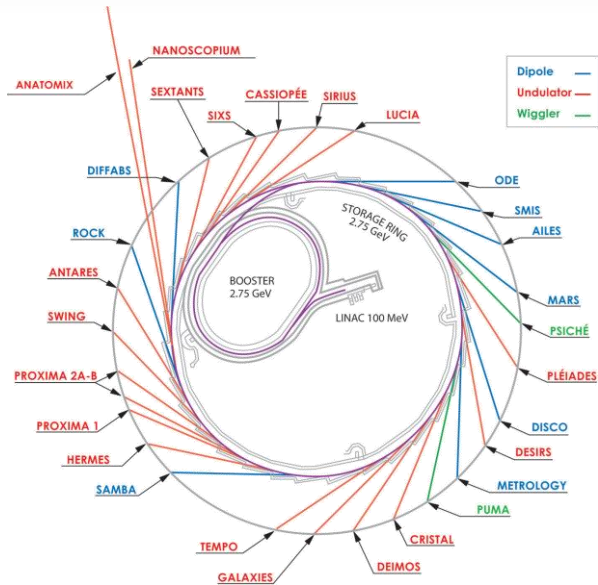 NANOSCOPIUM
ANATOMIX
SEXTANTS
CASSIOPÉE
SIRIUS
SIXS
LUCIA
Dipole
Undulator
Wiggler
DIFFABS
ODE
SMIS
ROCK
AILES
STORAGE RING
2.75 GeV
ANTARES
BOOSTER
2.75 GeV
MARS
SWING
LINAC 100 MeV
PSICHÉ
PROXIMA 2A-B
PLÉIADES
PROXIMA 1
DISCO
HERMES
DESIRS
SAMBA
METROLOGY
PUMA
TEMPO
CRISTAL
GALAXIES
DEIMOS